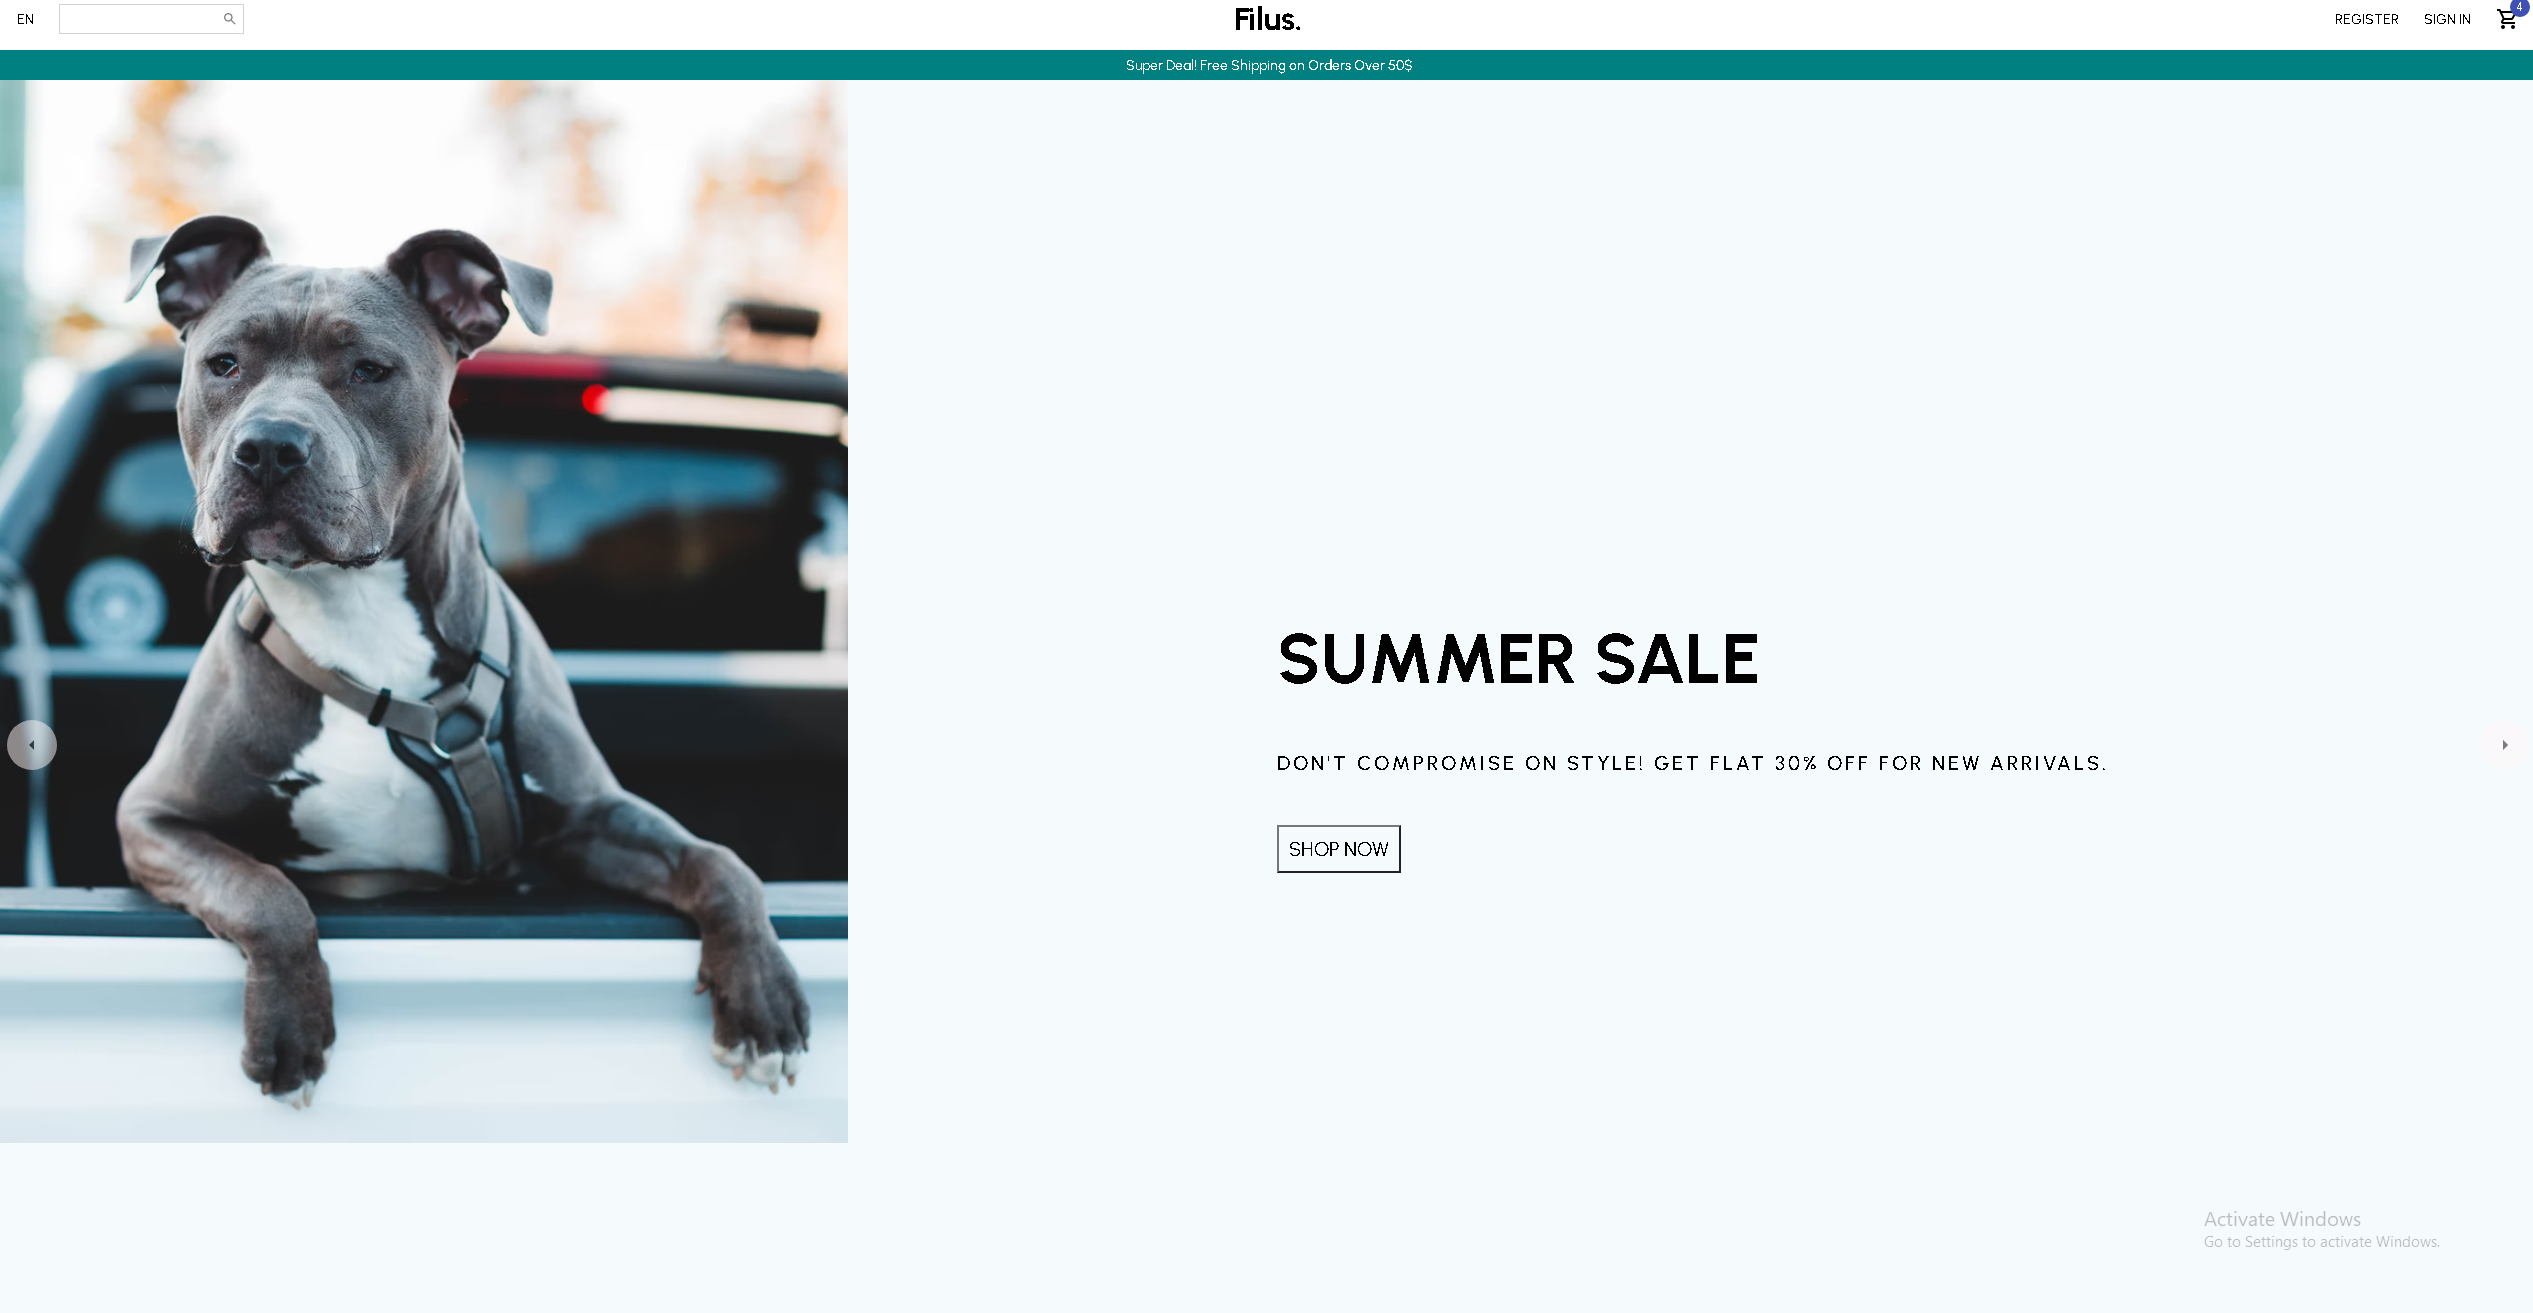 EN
Filus.
REGISTER
SIGN IN
4
Super Deal! Free Shipping on Orders Over 50$
SUMMER SALE
DON'T COMPROMISE ON STYLE! GET FLAT 30% OFF FOR NEW ARRIVALS.
SHOP NOW
Activate Windows
Go to Settings to activate Windows.